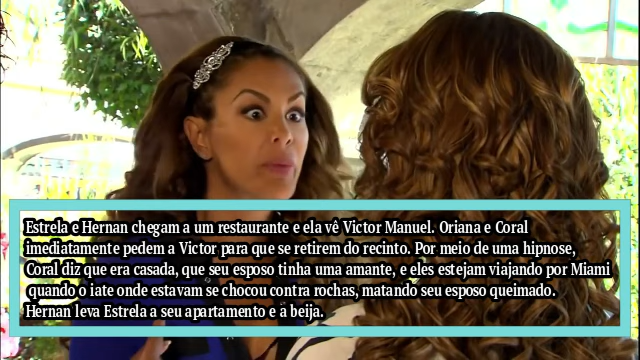 Estrela e Hernan chegam a um restaurante e ela vê Victor Manuel. Oriana e Coral
imediatamente pedem a Victor para que se retirem do recinto. Por meio de uma hipnose,
Coral diz que era casada, que seu esposo tinha uma amante, e eles estejam viajando por Miami
quando o iate onde estavam se chocou contra rochas, matando seu esposo queimado.
Hernan leva Estrela a seu apartamento e a beija.